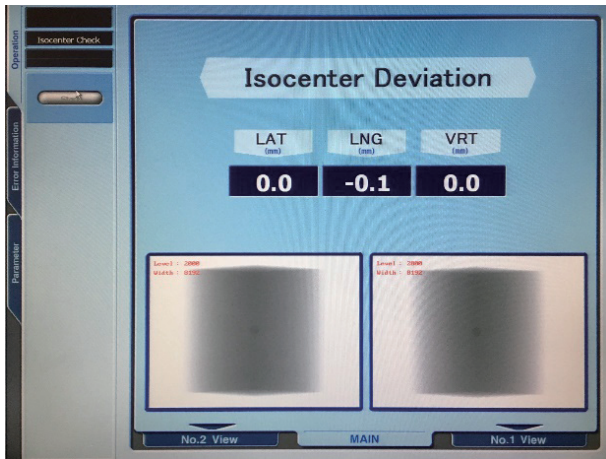 Operation
Isocenter Check
Error Information
Parameter
Isocenter Deviation
LAT
(mm)
LNG
(mm)
VRT
(mm)
0.0
-0.1
0.0
Level : 2000
Width : 8192
Level : 2000
Width : 8192
No.2 View
MAIN
No.1 View